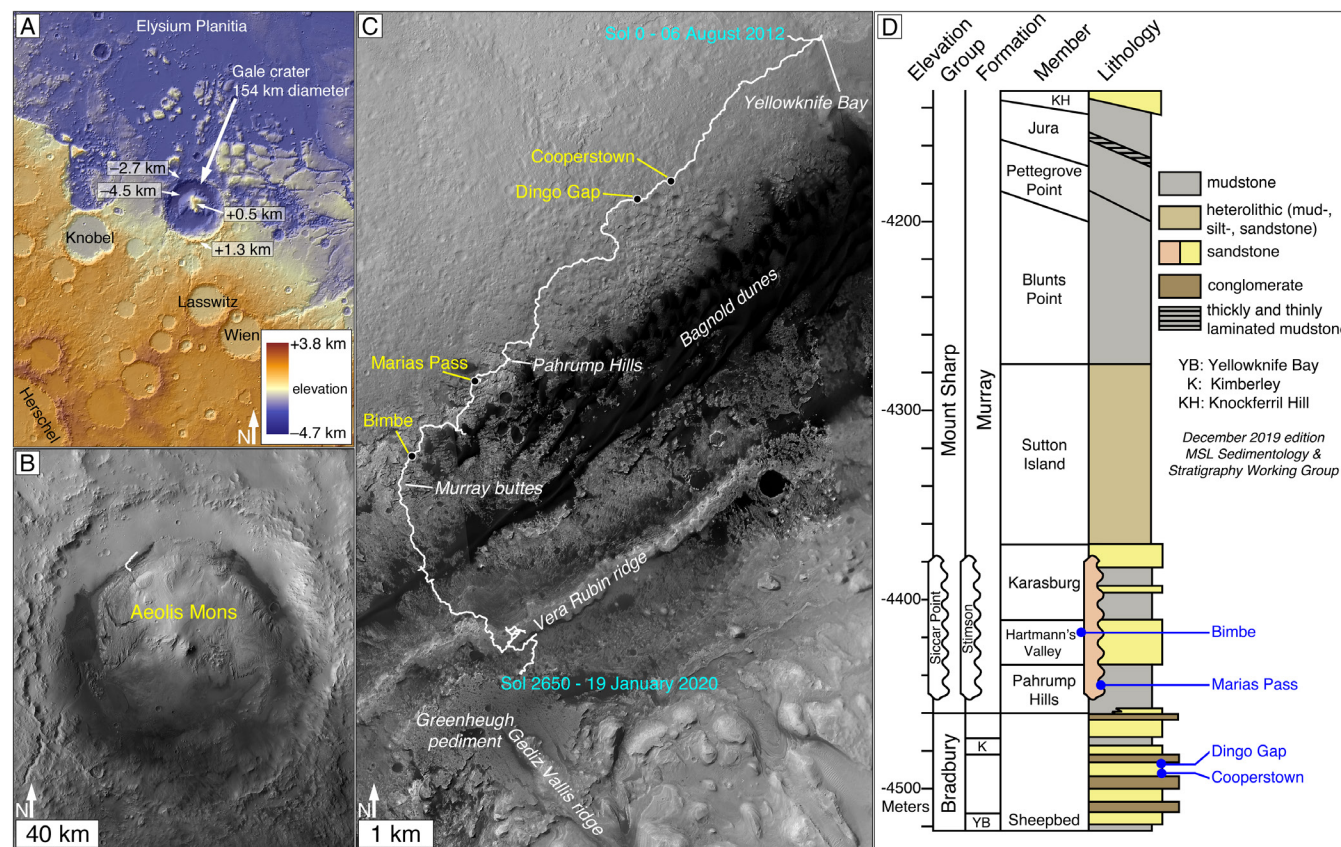 A
Elysium Planitia
Gale crater
154 km diameter
−2.7 km
−4.5 km
+0.5 km
+1.3 km
Knobel
Lasswitz
Wien
Herschel
+3.8 km
elevation
−4.7 km
N
B
Aeolis Mons
N
40 km
C
Sol 0 - 06 August 2012
Yellowknife Bay
Cooperstown
Dingo Gap
Bagnold dunes
Pahrump Hills
Marias Pass
Bimbe
Murray buttes
Vera Rubin ridge
Sol 2650 - 19 January 2020
Greenheugh
pediment
Gediz Vallis ridge
N
1 km
D
Elevation
Group
Formation
Member
Lithology
KH
Jura
Pettegrove
Point
-4200
Blunts
Point
Mount Sharp
Murray
-4300
Sutton
Island
Karasburg
-4400
Siccar Point
Stimson
Hartmann's
Valley
Pahrump
Hills
Bradbury
K
-4500
Meters
YB
Sheepbed
mudstone
heterolithic (mud-,
silt-, sandstone)
sandstone
conglomerate
thickly and thinly
laminated mudstone
YB: Yellowknife Bay
K: Kimberley
KH: Knockferril Hill
December 2019 edition
MSL Sedimentology &
Stratigraphy Working Group
Bimbe
Marias Pass
Dingo Gap
Cooperstown